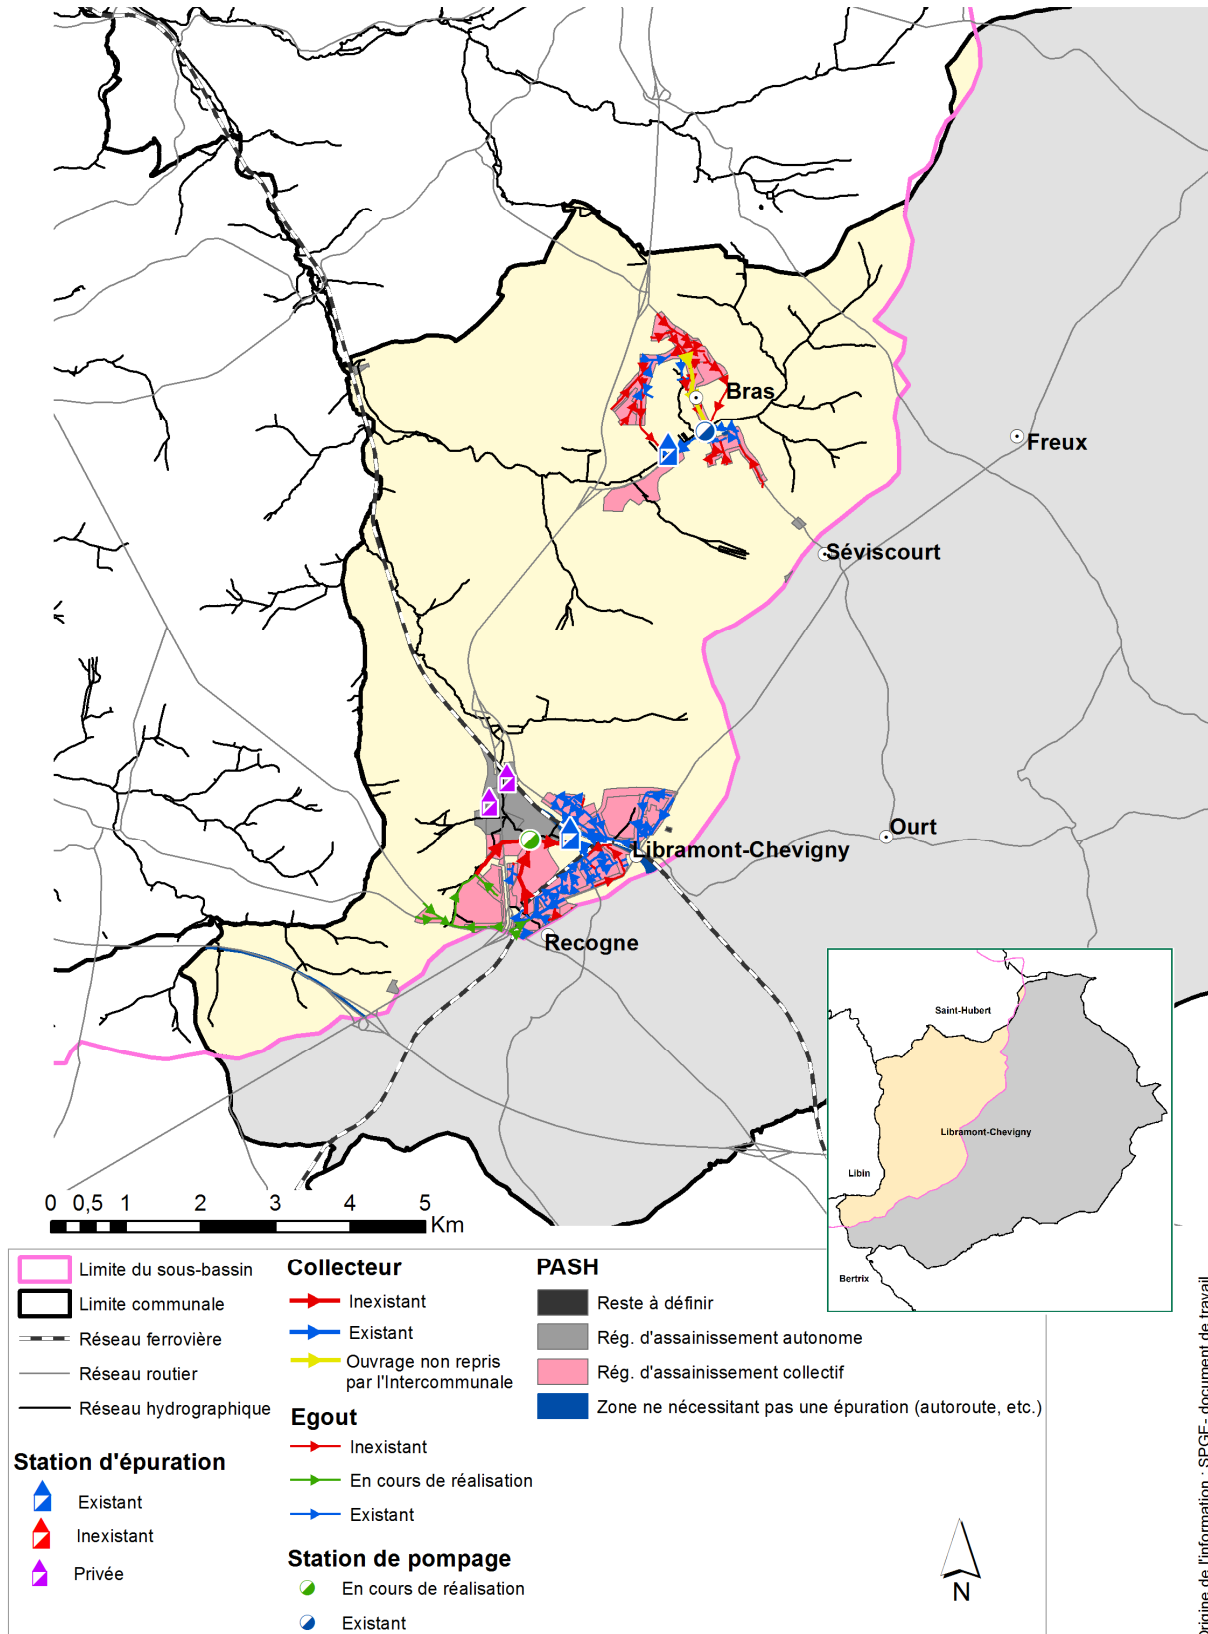 Bras
Freux
Séviscourt
Ourt
Libramont-Chevigny
Recogne
Saint-Hubert
Libramont-Chevigny
Libin
Bertrix
0 0,5 1 2 3 4 5
Km
Limite du sous-bassin
Limite communale
Réseau ferrovière
Réseau routier
Réseau hydrographique
Station d'épuration
Existant
Inexistant
Privée
Collecteur
Inexistant
Existant
Ouvrage non repris
par l'Intercommunale
Egout
Inexistant
En cours de réalisation
Existant
Station de pompage
En cours de réalisation
Existant
PASH
Reste à définir
Rég. d'assainissement autonome
Rég. d'assainissement collectif
Zone ne nécessitant pas une épuration (autoroute, etc.)
N
Origine de l'information : SPGE- document de travail